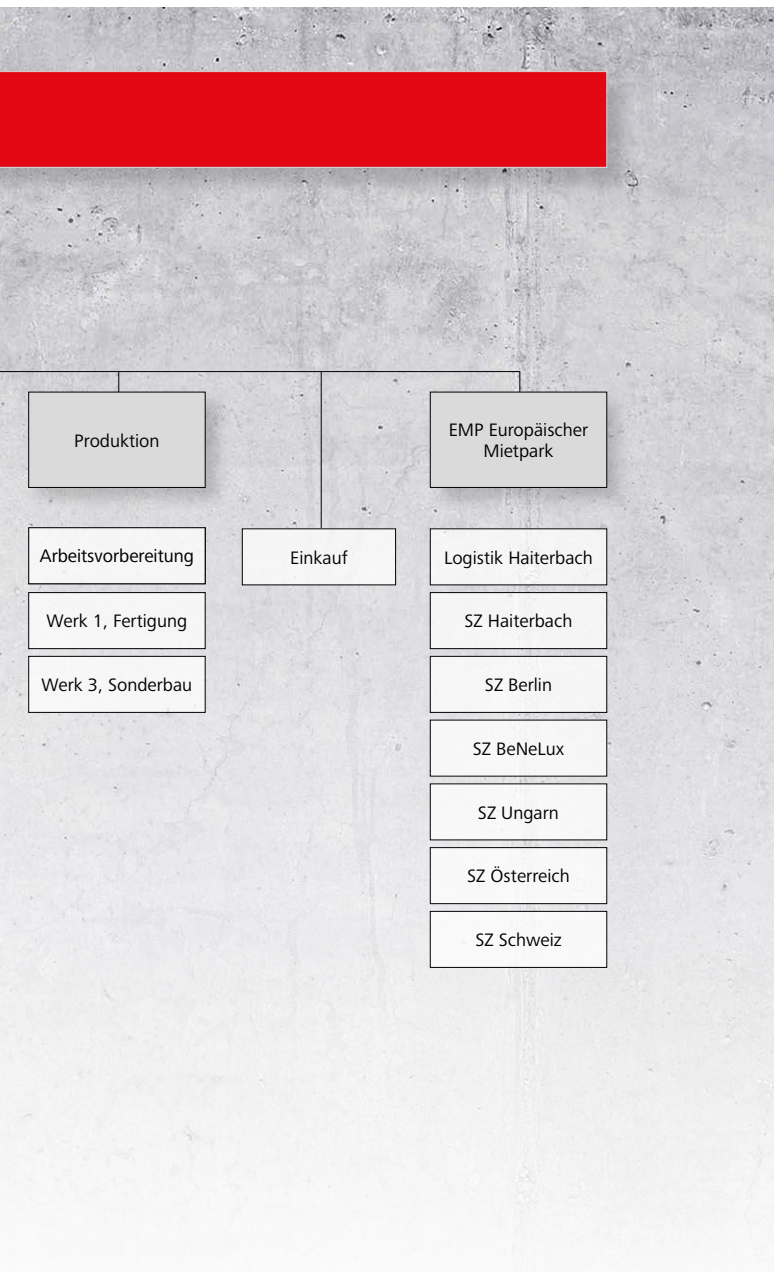 Produktion
Arbeitsvorbereitung
Werk 1, Fertigung
Werk 3, Sonderbau
Einkauf
EMP Europäischer
Mietpark
Logistik Haiterbach
SZ Haiterbach
SZ Berlin
SZ BeNeLux
SZ Ungarn
SZ Österreich
SZ Schweiz